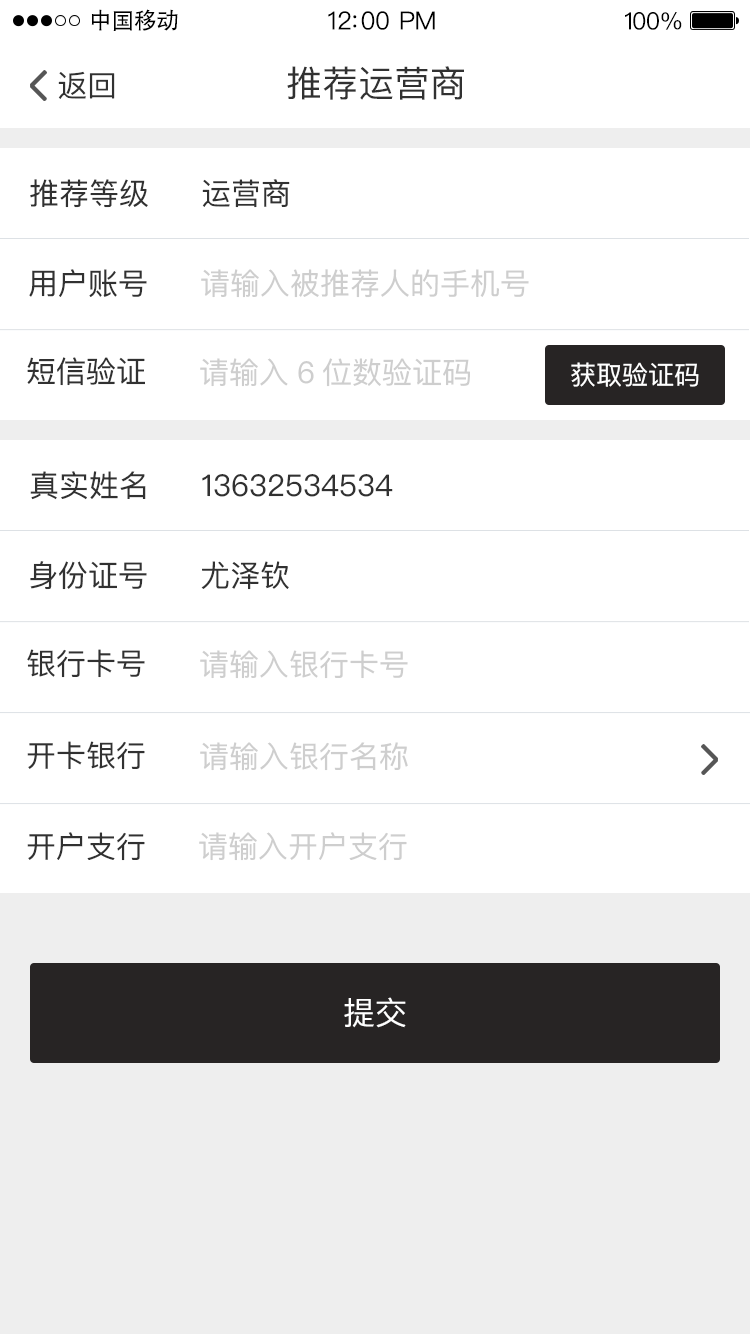 中国移动 12:00 PM 100%
返回 推荐运营商
推荐等级 运营商
用户账号 请输入被推荐人的手机号
短信验证 请输入 6 位数验证码 获取验证码
真实姓名 13632534534
身份证号 尤泽钦
银行卡号 请输入银行卡号
开卡银行 请输入银行名称
开户支行 请输入开户支行
提交